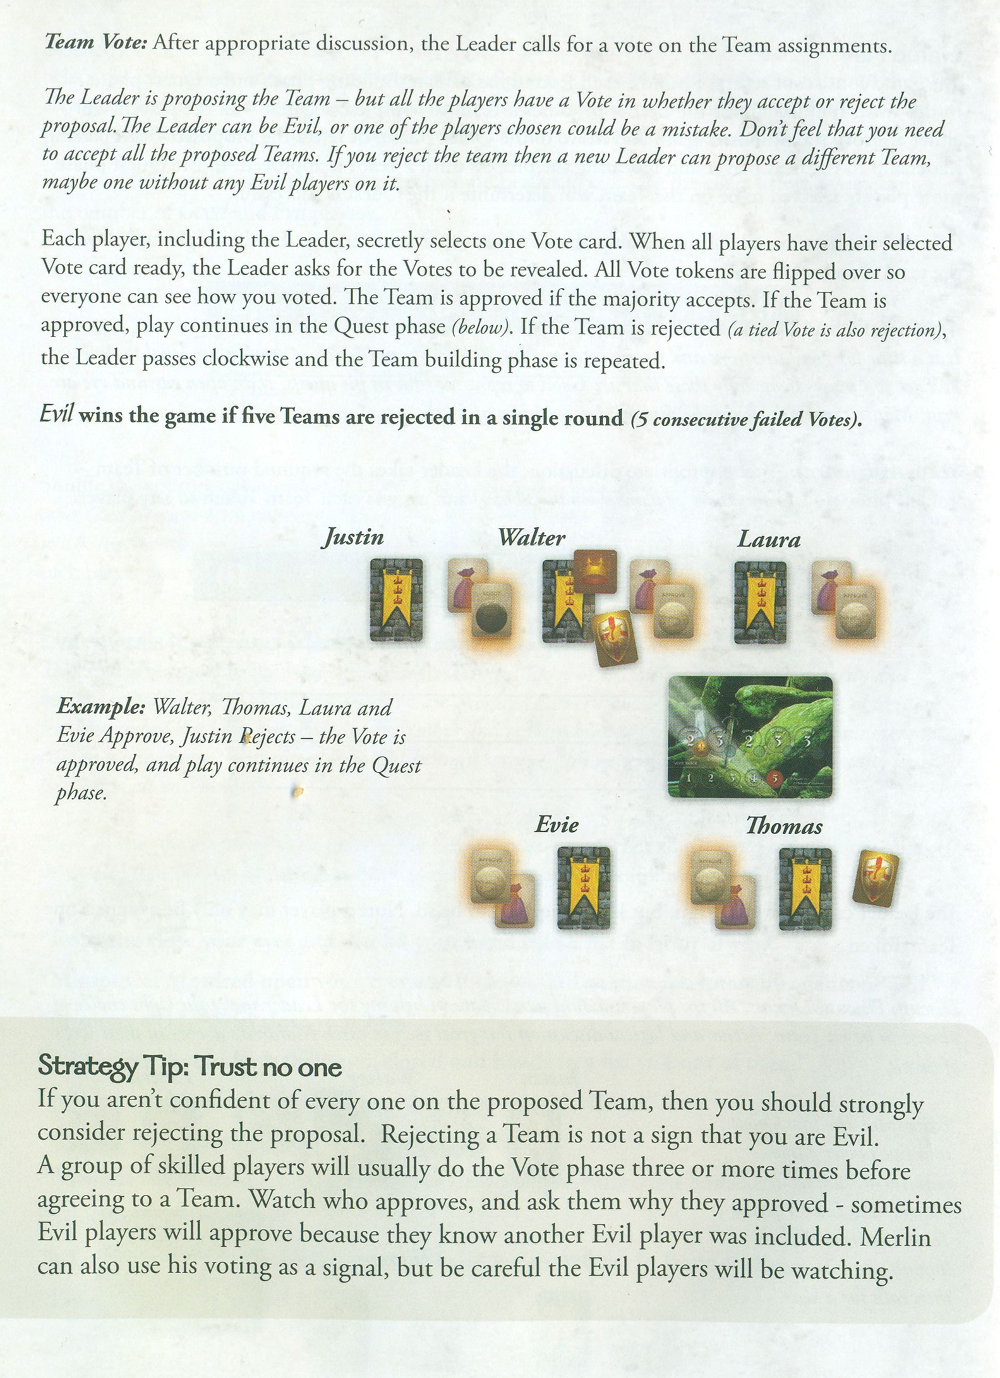 Team Vote: After appropriate discussion, the Leader calls for a vote on the Team assignments.
The Leader is proposing the Team – but all the players have a Vote in whether they accept or reject the
proposal. The Leader can be Evil, or one of the players chosen could be a mistake. Don't feel that you need
to accept all the proposed Teams. If you reject the team then a new Leader can propose a different Team,
maybe one without any Evil players on it.
Each player, including the Leader, secretly selects one Vote card. When all players have their selected
Vote card ready, the Leader asks for the Votes to be revealed. All Vote tokens are flipped over so
everyone can see how you voted. The Team is approved if the majority accepts. If the Team is
approved, play continues in the Quest phase (below). If the Team is rejected (a tied Vote is also rejection),
the Leader passes clockwise and the Team building phase is repeated.
Evil wins the game if five Teams are rejected in a single round (5 consecutive failed Votes).
Justin Walter Laura
APPROVE
APPROVE
Example: Walter, Thomas, Laura and
Evie Approve, Justin Rejects – the Vote is
approved, and play continues in the Quest
phase.
2 3 2 3 3
1 2 3 4 5
Evie Thomas
APPROVE
APPROVE
Strategy Tip: Trust no one
If you aren't confident of every one on the proposed Team, then you should strongly
consider rejecting the proposal. Rejecting a Team is not a sign that you are Evil.
A group of skilled players will usually do the Vote phase three or more times before
agreeing to a Team. Watch who approves, and ask them why they approved - sometimes
Evil players will approve because they know another Evil player was included. Merlin
can also use his voting as a signal, but be careful the Evil players will be watching.